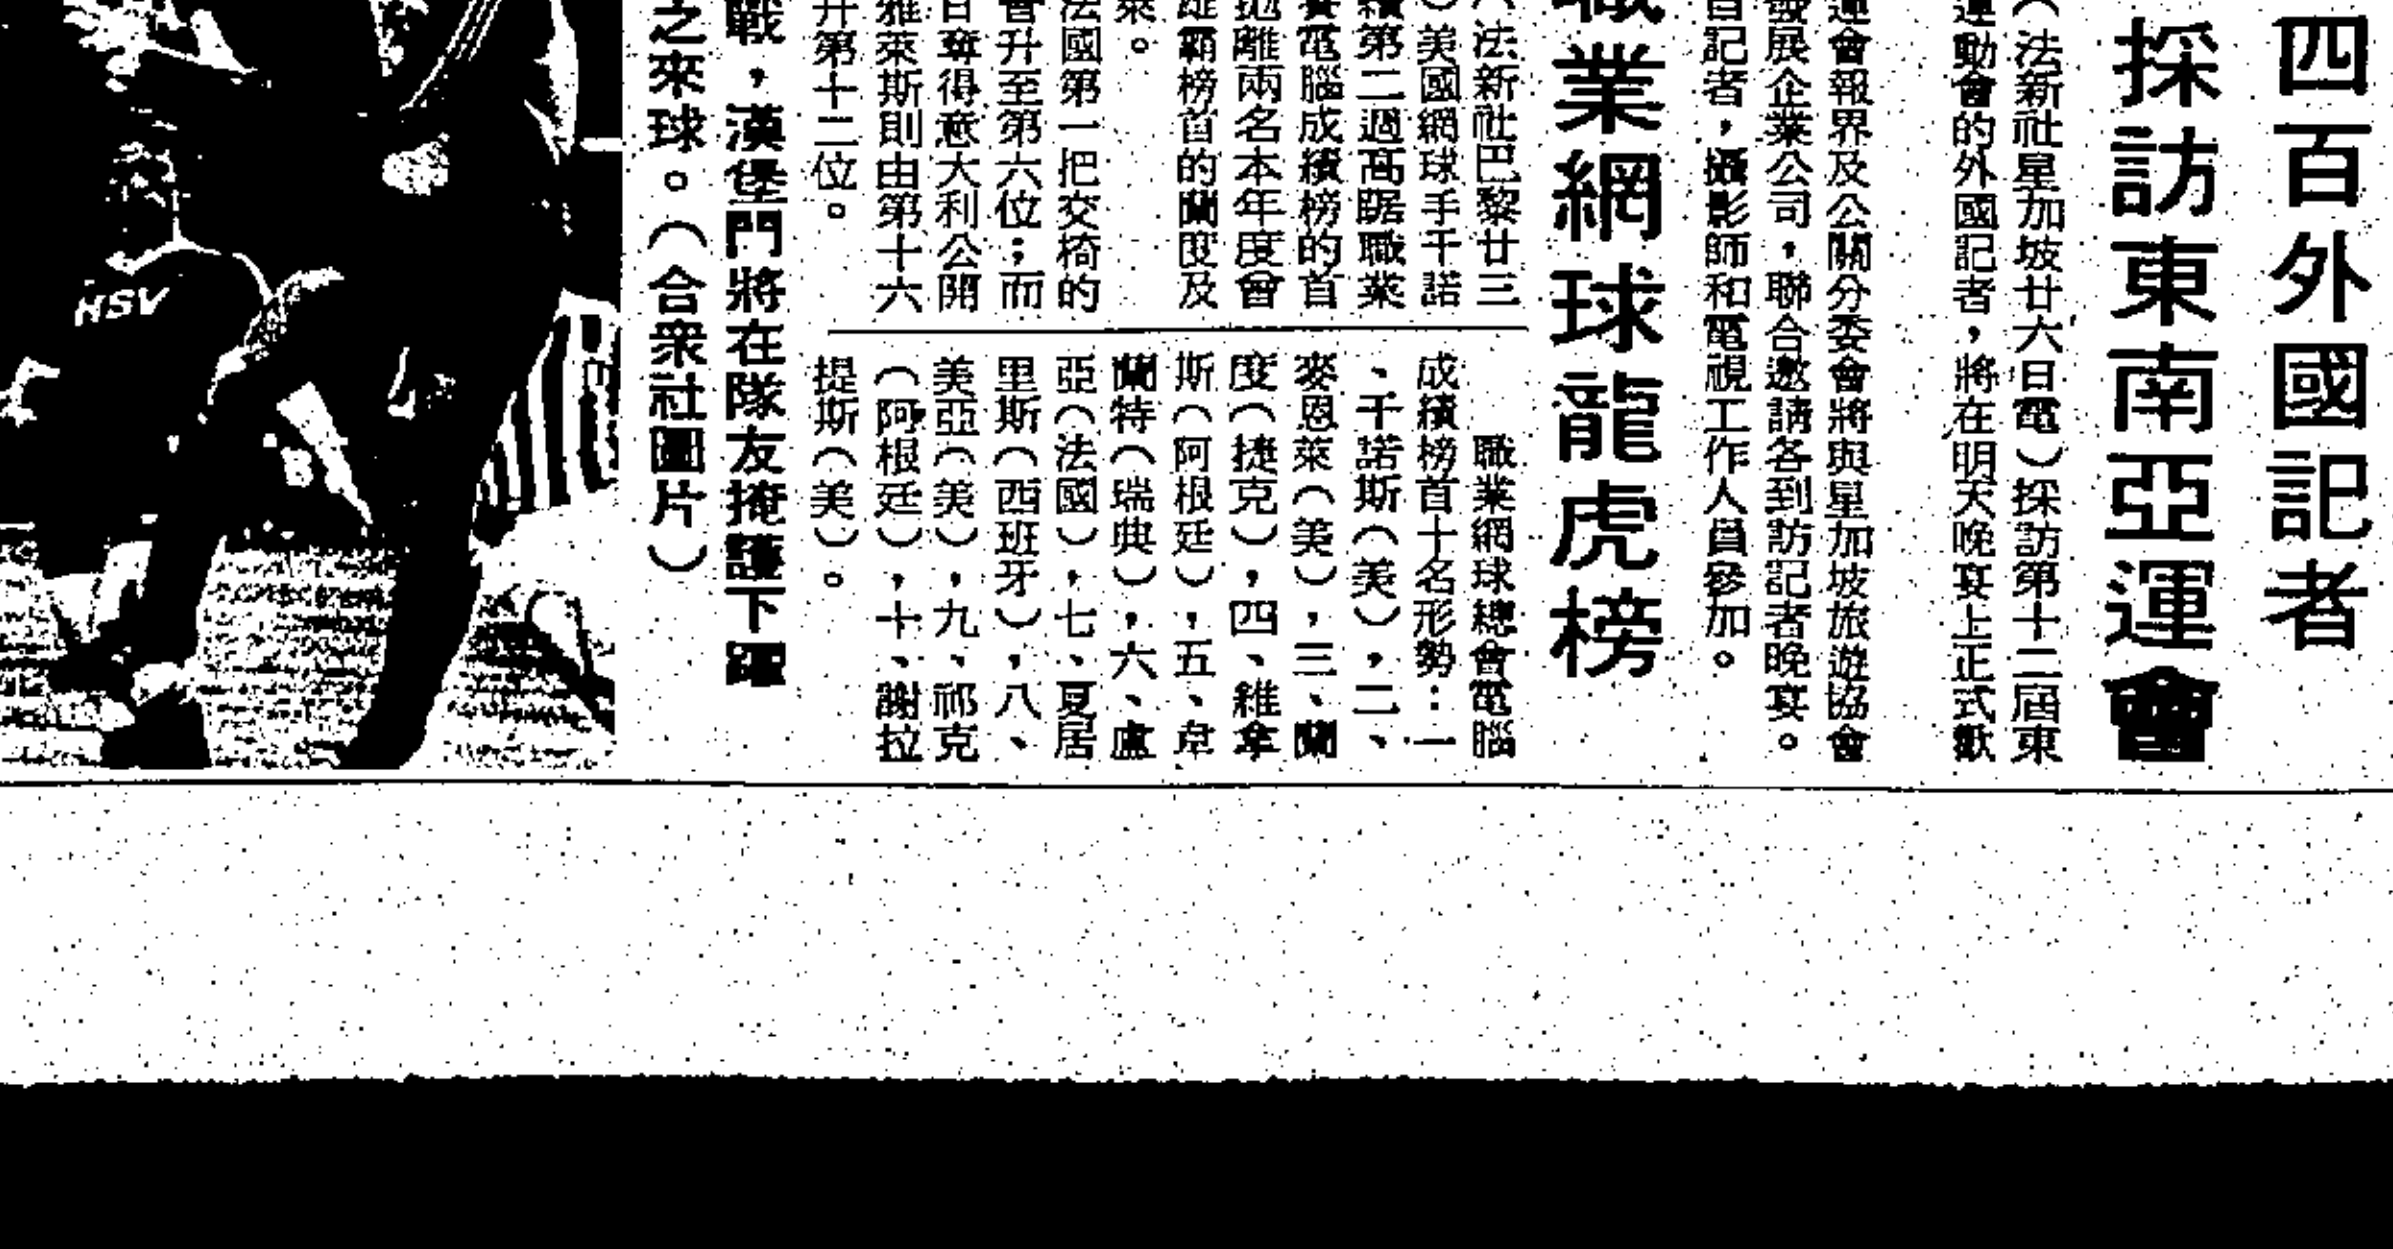 四百外國記者
採訪東南亞運會
（法新社星加坡廿六日電）採訪第十二屆東
運動會的外國記者，將在明天晚宴上正式歡
運會報界及公關分委會將與星加坡旅遊協會
發展企業公司，聯合邀請各到訪記者晚宴。
百記者，攝影師和電視工作人員參加。
職業網球龍虎榜
（法新社巴黎廿三
）美國網球手干諾
續第二週高踞職業
賽電腦成績榜的首
拋離兩名本年度會
雄霸榜首的蘭度及
萊。
法國第一把交椅的
會升至第六位；而
日奪得意大利公開
雅萊斯則由第十六
升第十二位。
職業網球總會電腦
成績榜首十名形勢：一
、干諾斯（美），二、
麥恩萊（美），三、蘭
度（捷克），四、維拿
斯（阿根廷），五、韋
蘭特（瑞典），六、盧
亞（法國），七、夏居
里斯（西班牙），八、
美亞（美），九、祁克
（阿根廷），十、謝拉
提斯（美）。
戰，漢堡門將在隊友掩護下躍
之來球。（合衆社圖片）
HSV